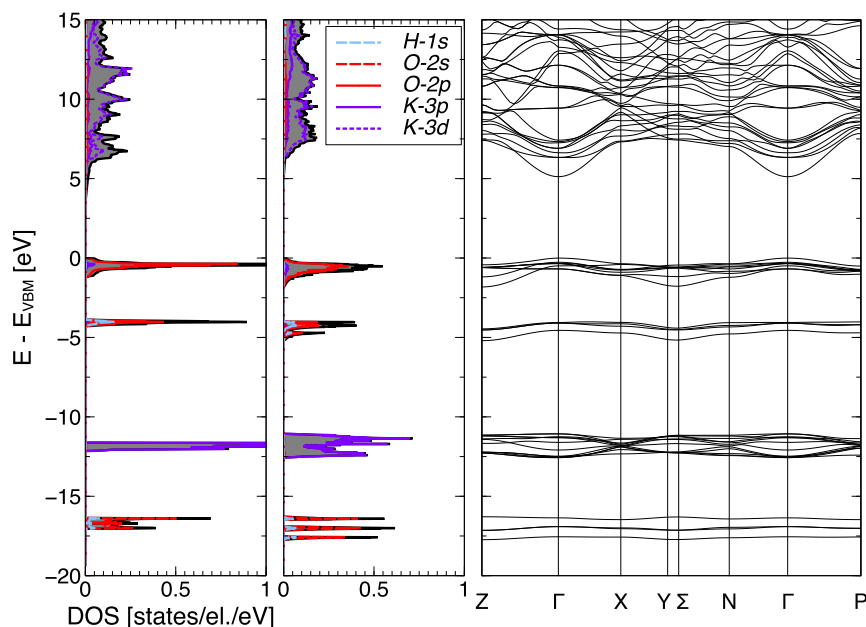 15
10
5
0
−5
−10
−15
−20
E - EVBM [eV]
H-1s
O-2s
O-2p
K-3p
K-3d
0 0.5 1
0 0.5 1
DOS [states/el./eV]
Z Γ X Y Σ N Γ P